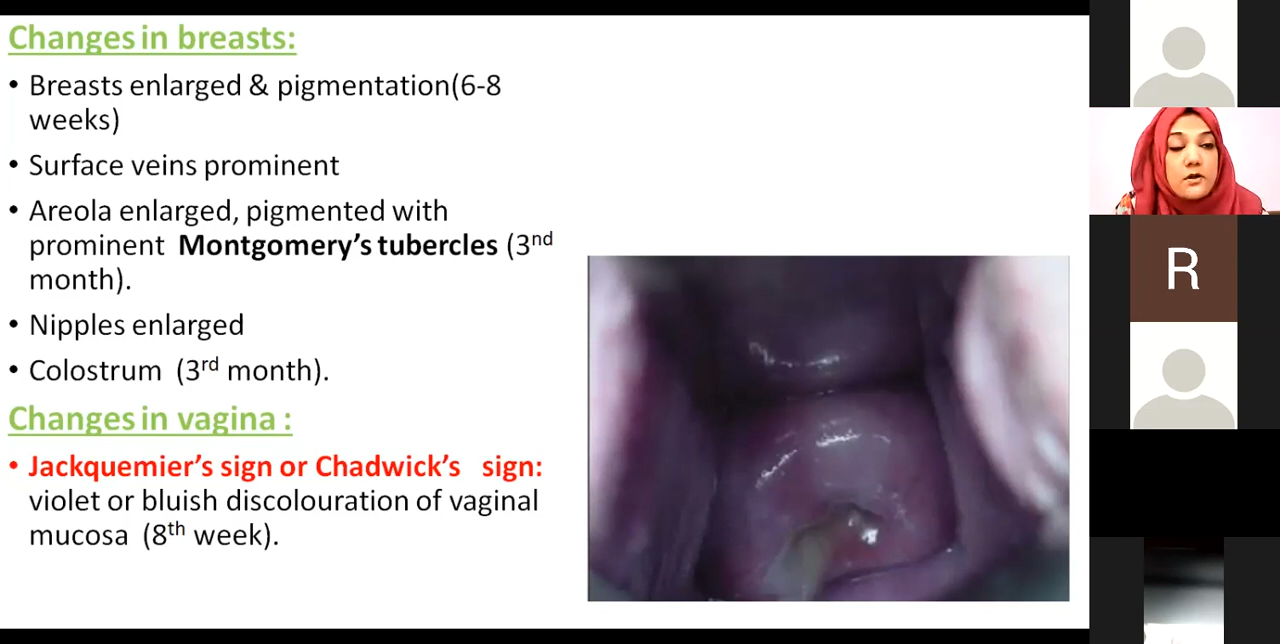 Changes in breasts:
• Breasts enlarged & pigmentation(6-8
weeks)
• Surface veins prominent
• Areola enlarged, pigmented with
prominent Montgomery's tubercles (3nd
month).
• Nipples enlarged
• Colostrum (3rd month).
Changes in vagina :
• Jackquemier's sign or Chadwick's sign:
violet or bluish discolouration of vaginal
mucosa (8th week).
R